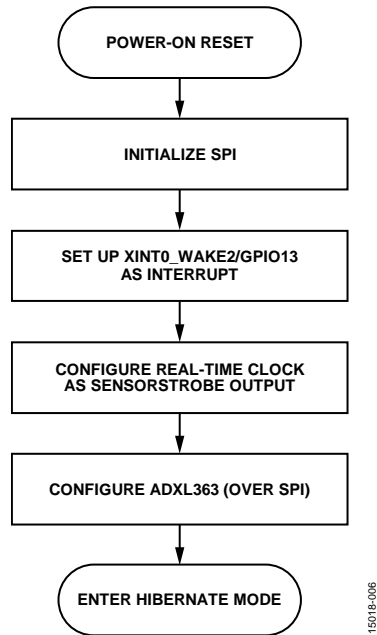 POWER-ON RESET
INITIALIZE SPI
SET UP XINT0_WAKE2/GPIO13
AS INTERRUPT
CONFIGURE REAL-TIME CLOCK
AS SENSORSTROBE OUTPUT
CONFIGURE ADXL363 (OVER SPI)
ENTER HIBERNATE MODE
15018-006